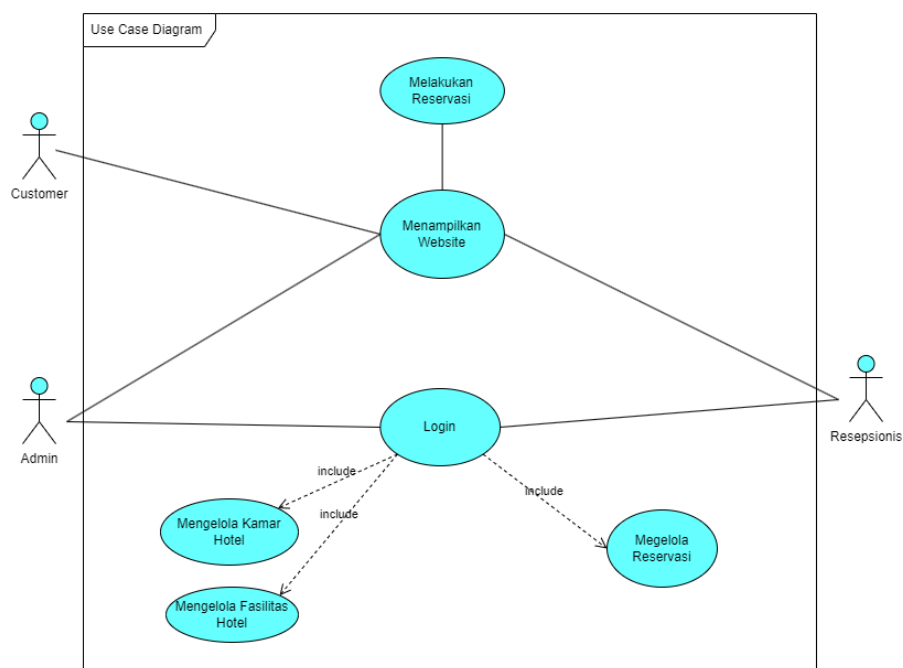 Use Case Diagram
Melakukan
Reservasi
Customer
Menampilkan
Website
Admin
Login
Resepsionis
include
include
include
Mengelola Kamar
Hotel
Megelola
Reservasi
Mengelola Fasilitas
Hotel